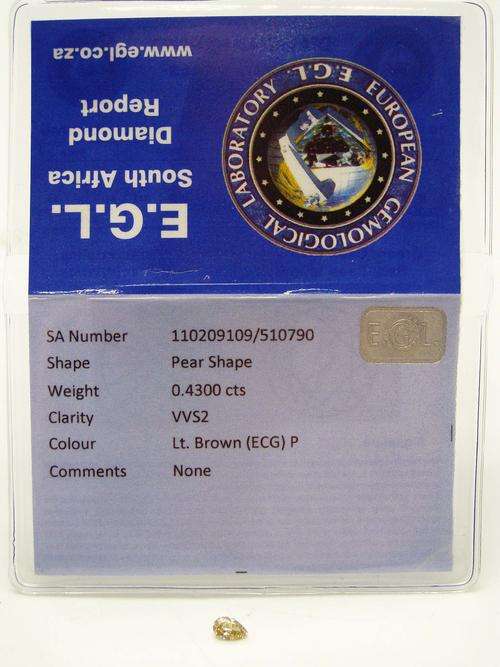 E.G.L.
South Africa
Diamond
Report
www.egl.co.za
E.G.L. EUROPEAN GEMOLOGICAL LABORATORY
SA Number 110209109/510790
Shape Pear Shape
Weight 0.4300 cts
Clarity VVS2
Colour Lt. Brown (ECG) P
Comments None
E.G.L.